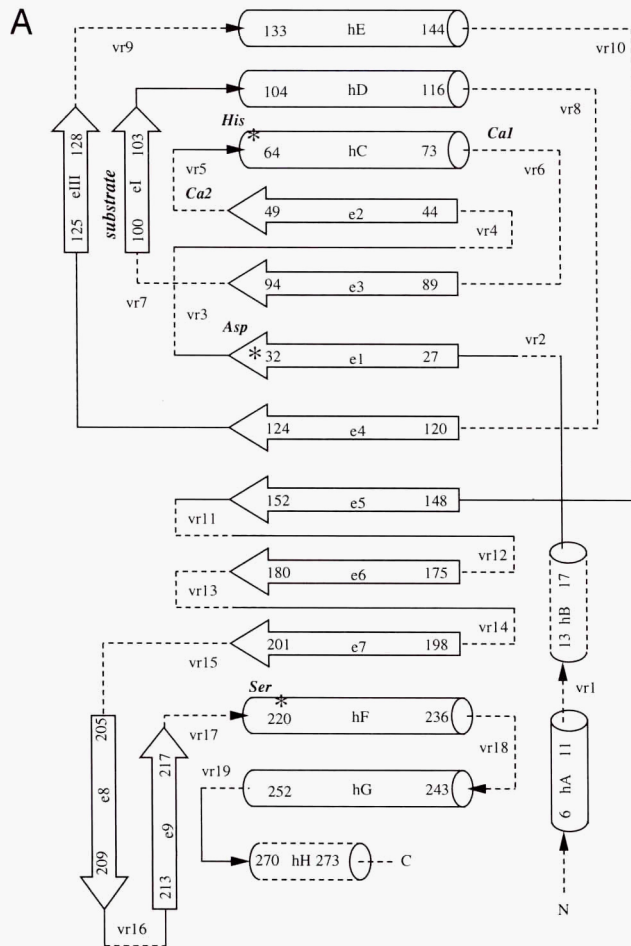 A
133 hE 144
vr9
vr10
104 hD 116
vr8
His
* 64 hC 73
Ca1
vr5
vr6
eIII 125 128
eI 100 103
substrate
Ca2
49 e2 44
vr4
94 e3 89
vr7
vr3
Asp
* 32 e1 27
vr2
124 e4 120
152 e5 148
vr11
vr12
180 e6 175
vr13
vr14
13 hB 17
201 e7 198
vr15
vr1
Ser
* 220 hF 236
vr17
vr18
205 e8 209
213 e9 217
6 hA 11
vr19
252 hG 243
270 hH 273
C
N
vr16